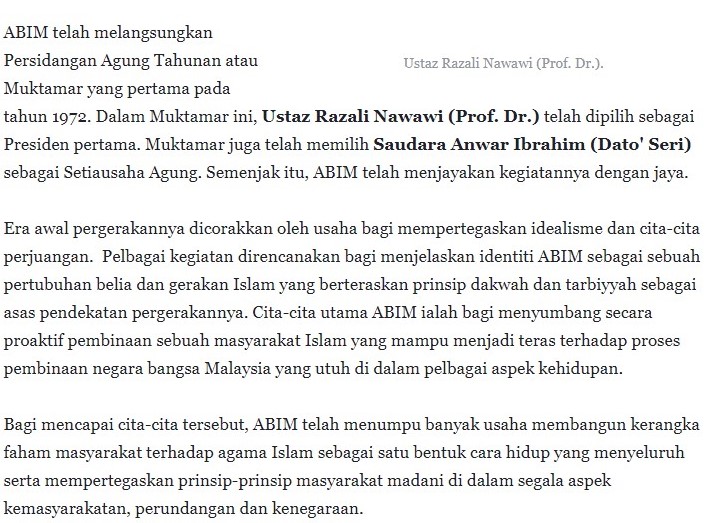 ABIM telah melangsungkan
Persidangan Agung Tahunan atau
Muktamar yang pertama pada
Ustaz Razali Nawawi (Prof. Dr.).
tahun 1972. Dalam Muktamar ini, Ustaz Razali Nawawi (Prof. Dr.) telah dipilih sebagai
Presiden pertama. Muktamar juga telah memilih Saudara Anwar Ibrahim (Dato' Seri)
sebagai Setiausaha Agung. Semenjak itu, ABIM telah menjayakan kegiatannya dengan jaya.
Era awal pergerakannya dicorakkan oleh usaha bagi mempertegaskan idealisme dan cita-cita
perjuangan.  Pelbagai kegiatan direncanakan bagi menjelaskan identiti ABIM sebagai sebuah
pertubuhan belia dan gerakan Islam yang berteraskan prinsip dakwah dan tarbiyyah sebagai
asas pendekatan pergerakannya. Cita-cita utama ABIM ialah bagi menyumbang secara
proaktif pembinaan sebuah masyarakat Islam yang mampu menjadi teras terhadap proses
pembinaan negara bangsa Malaysia yang utuh di dalam pelbagai aspek kehidupan.
Bagi mencapai cita-cita tersebut, ABIM telah menumpu banyak usaha membangun kerangka
faham masyarakat terhadap agama Islam sebagai satu bentuk cara hidup yang menyeluruh
serta mempertegaskan prinsip-prinsip masyarakat madani di dalam segala aspek
kemasyarakatan, perundangan dan kenegaraan.